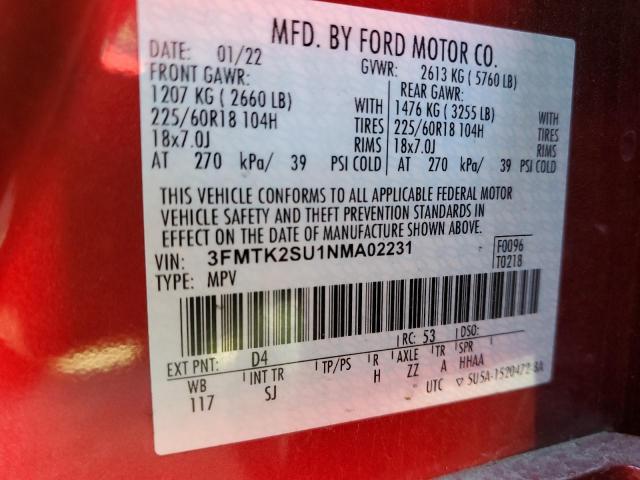 MFD. BY FORD MOTOR CO.
DATE: 01/22 GVWR: 2613 KG ( 5760 LB)
FRONT GAWR: REAR GAWR:
1207 KG ( 2660 LB) WITH 1476 KG ( 3255 LB) WITH
225/60R18 104H TIRES 225/60R18 104H TIRES
18x7.0J RIMS 18x7.0J RIMS
AT 270 kPa/ 39 PSI COLD AT 270 kPa/ 39 PSI COLD
THIS VEHICLE CONFORMS TO ALL APPLICABLE FEDERAL MOTOR
VEHICLE SAFETY AND THEFT PREVENTION STANDARDS IN
EFFECT ON THE DATE OF MANUFACTURE SHOWN ABOVE.
VIN: 3FMTK2SU1NMA02231 F0096
TYPE: MPV T0218
EXT PNT: D4 RC: 53 DSO:
WB INT TR TP/PS R AXLE TR SPR
117 SJ H ZZ A HHAA
UTC ▽ SU5A-1520472-BA